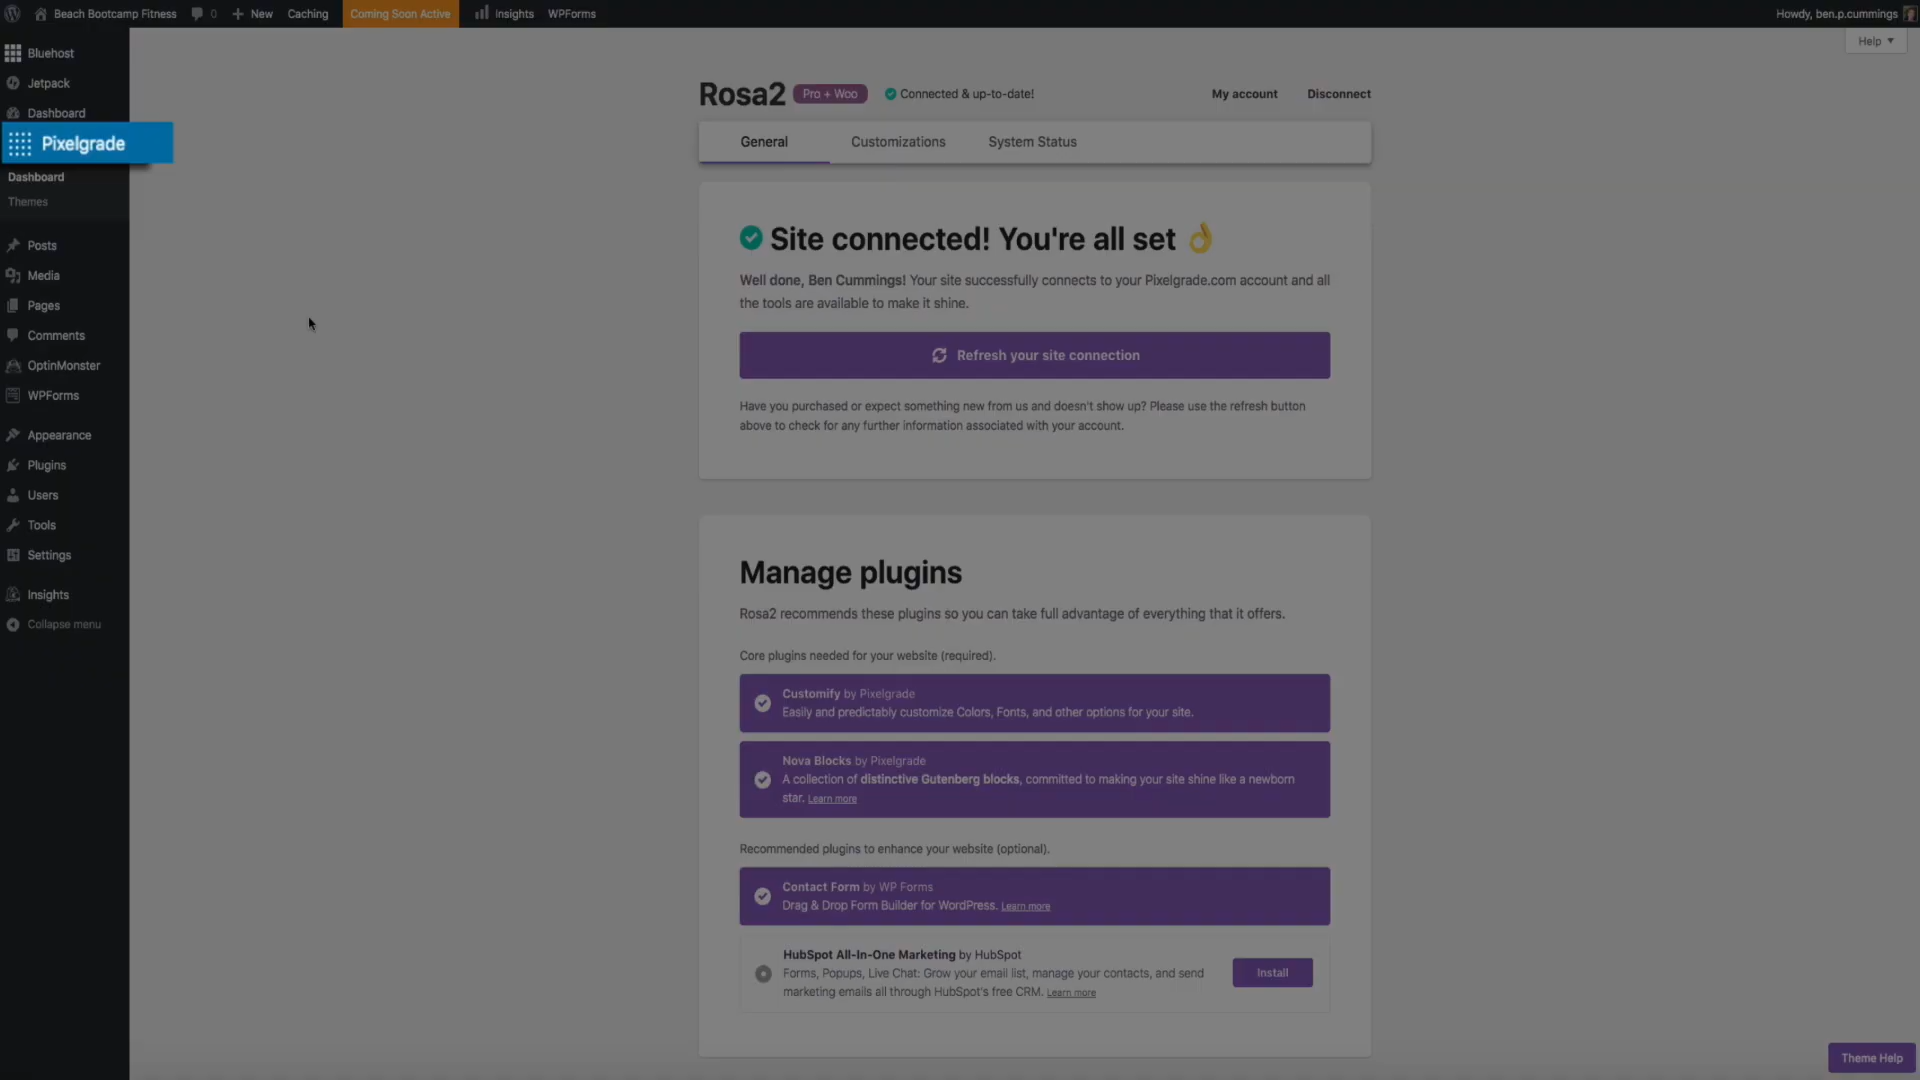 Beach Bootcamp Fitness 0 New Caching Coming Soon Active Insights WPForms Howdy, ben.p.cummings
Help
Bluehost
Jetpack
Dashboard
Pixelgrade
Dashboard
Themes
Posts
Media
Pages
Comments
OptinMonster
WPForms
Appearance
Plugins
Users
Tools
Settings
Insights
Collapse menu
Rosa2 Pro + Woo Connected & up-to-date! My account Disconnect
General Customizations System Status
Site connected! You're all set 👌
Well done, Ben Cummings! Your site successfully connects to your Pixelgrade.com account and all
the tools are available to make it shine.
Refresh your site connection
Have you purchased or expect something new from us and doesn't show up? Please use the refresh button
above to check for any further information associated with your account.
Manage plugins
Rosa2 recommends these plugins so you can take full advantage of everything that it offers.
Core plugins needed for your website (required).
Customify by Pixelgrade
Easily and predictably customize Colors, Fonts, and other options for your site.
Nova Blocks by Pixelgrade
A collection of distinctive Gutenberg blocks, committed to making your site shine like a newborn
star. Learn more
Recommended plugins to enhance your website (optional).
Contact Form by WP Forms
Drag & Drop Form Builder for WordPress. Learn more
HubSpot All-In-One Marketing by HubSpot
Forms, Popups, Live Chat: Grow your email list, manage your contacts, and send
marketing emails all through HubSpot's free CRM. Learn more
Install
Theme Help